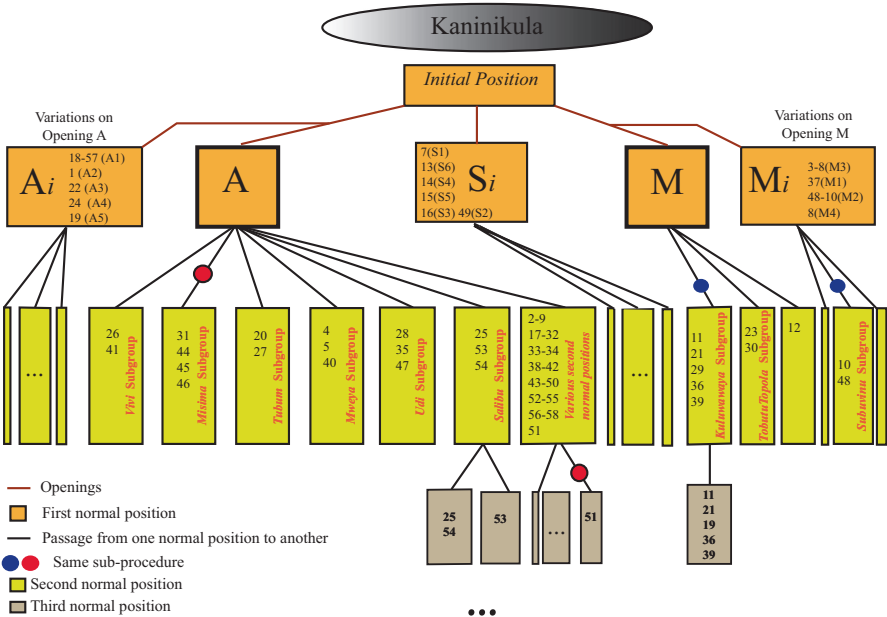 Kaninikula
Initial Position
Variations on
Opening A
Variations on
Opening M
Ai
18-57 (A1)
1 (A2)
22 (A3)
24 (A4)
19 (A5)
A
7(S1)
13(S6)
14(S4)
15(S5)
16(S3) 49(S2)
Si
M
Mi
3-8(M3)
37(M1)
48-10(M2)
8(M4)
...
26
41
Vivi Subgroup
31
44
45
46
Misima Subgroup
20
27
Tubum Subgroup
4
5
40
Mweya Subgroup
28
35
47
Udi Subgroup
25
53
54
Salibu Subgroup
2-9
17-32
33-34
38-42
43-50
52-55
56-58
51
Various second
normal positions
...
11
21
29
36
39
Kuluwawaya Subgroup
23
30
TobutuTopola Subgroup
12
10
48
Subuwinu Subgroup
25
54
53
...
51
11
21
19
36
39
Openings
First normal position
Passage from one normal position to another
Same sub-procedure
Second normal position
Third normal position
...